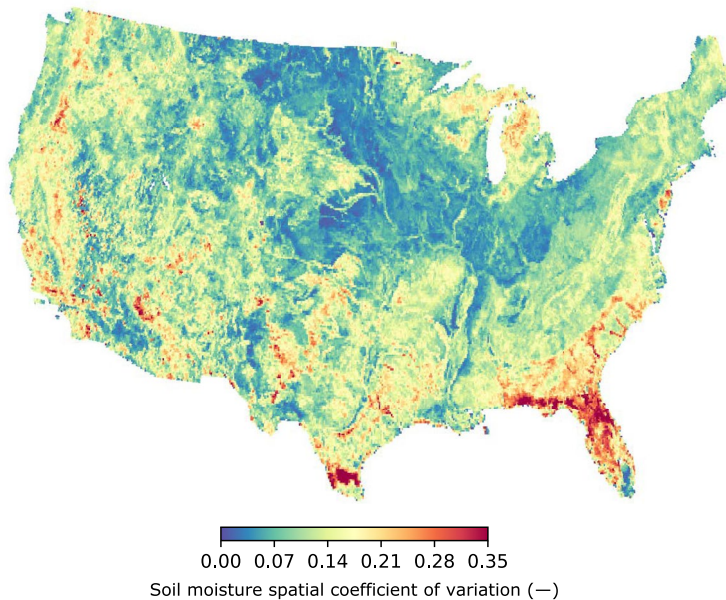 0.00 0.07 0.14 0.21 0.28 0.35
Soil moisture spatial coefficient of variation (—)